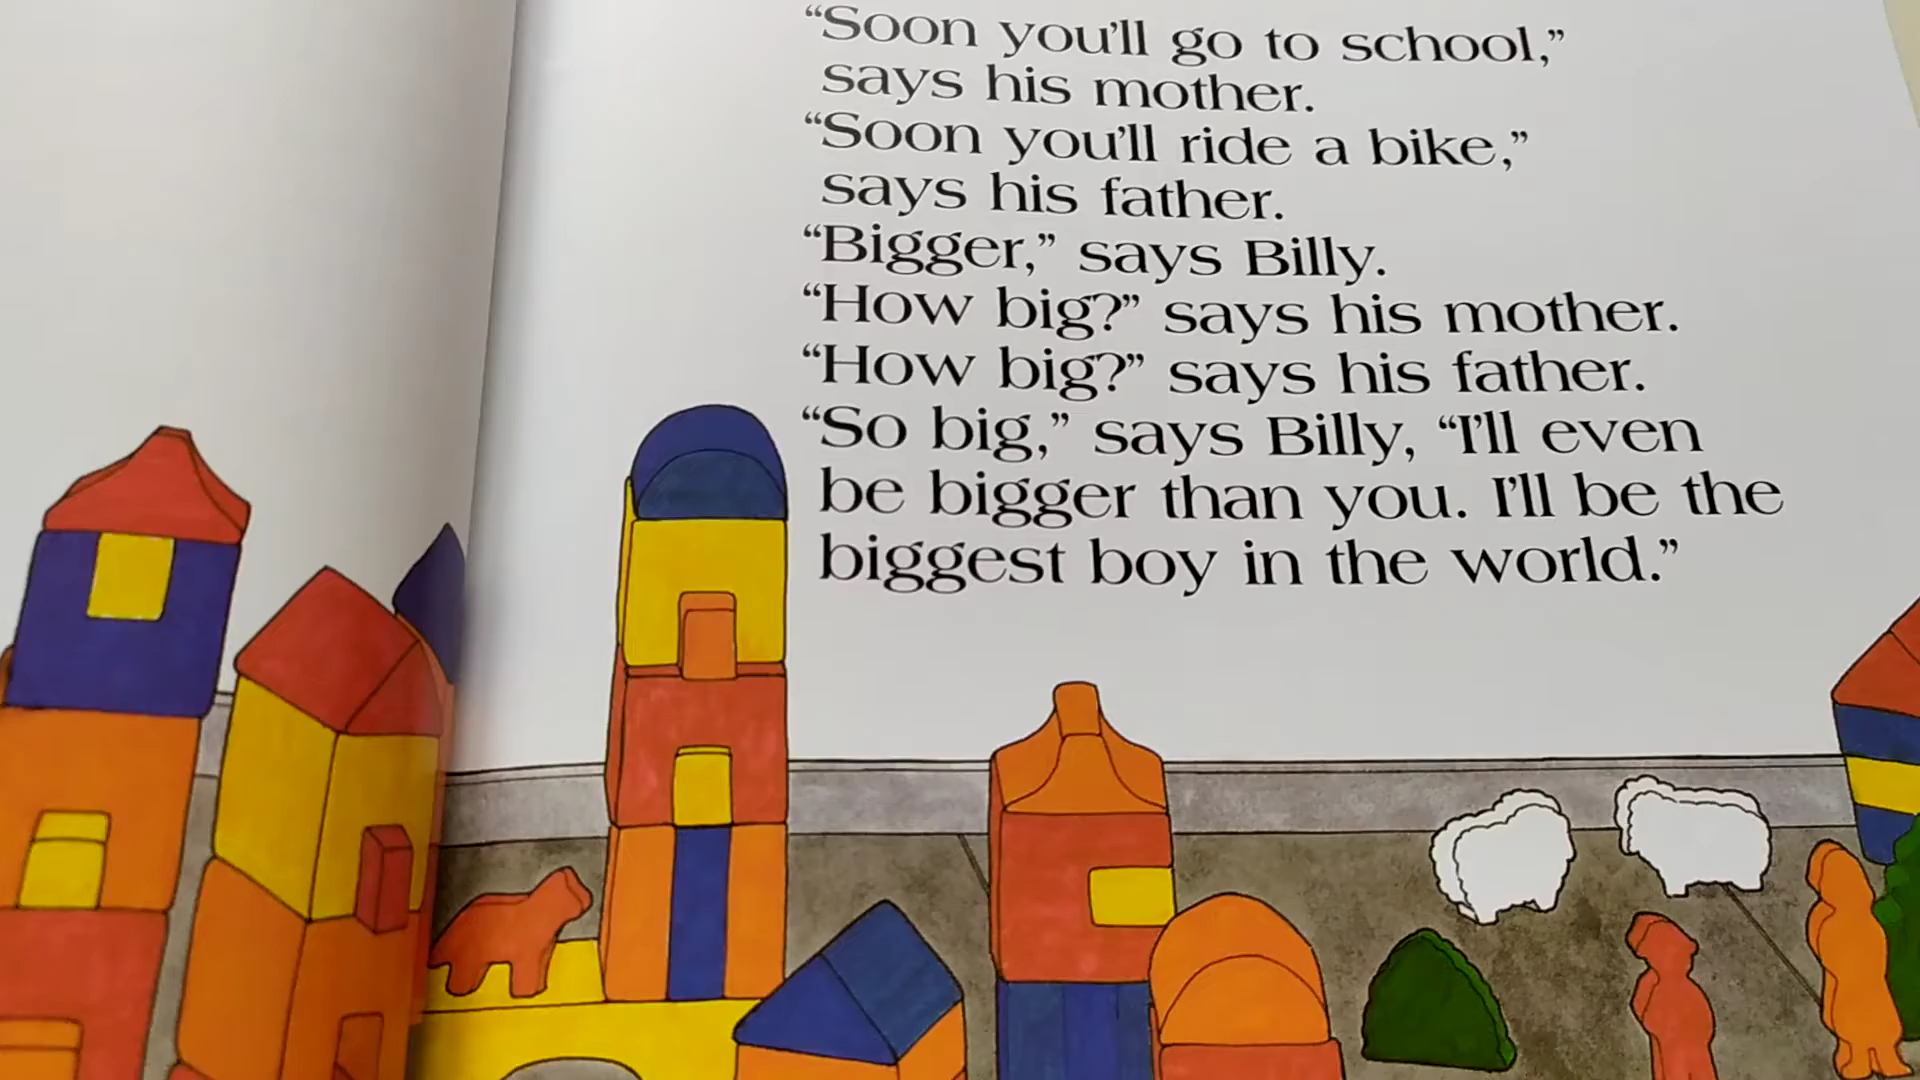 “Soon you’ll go to school,”
says his mother.
“Soon you’ll ride a bike,”
says his father.
“Bigger,” says Billy.
“How big?” says his mother.
“How big?” says his father.
“So big,” says Billy, “I’ll even
be bigger than you. I’ll be the
biggest boy in the world.”